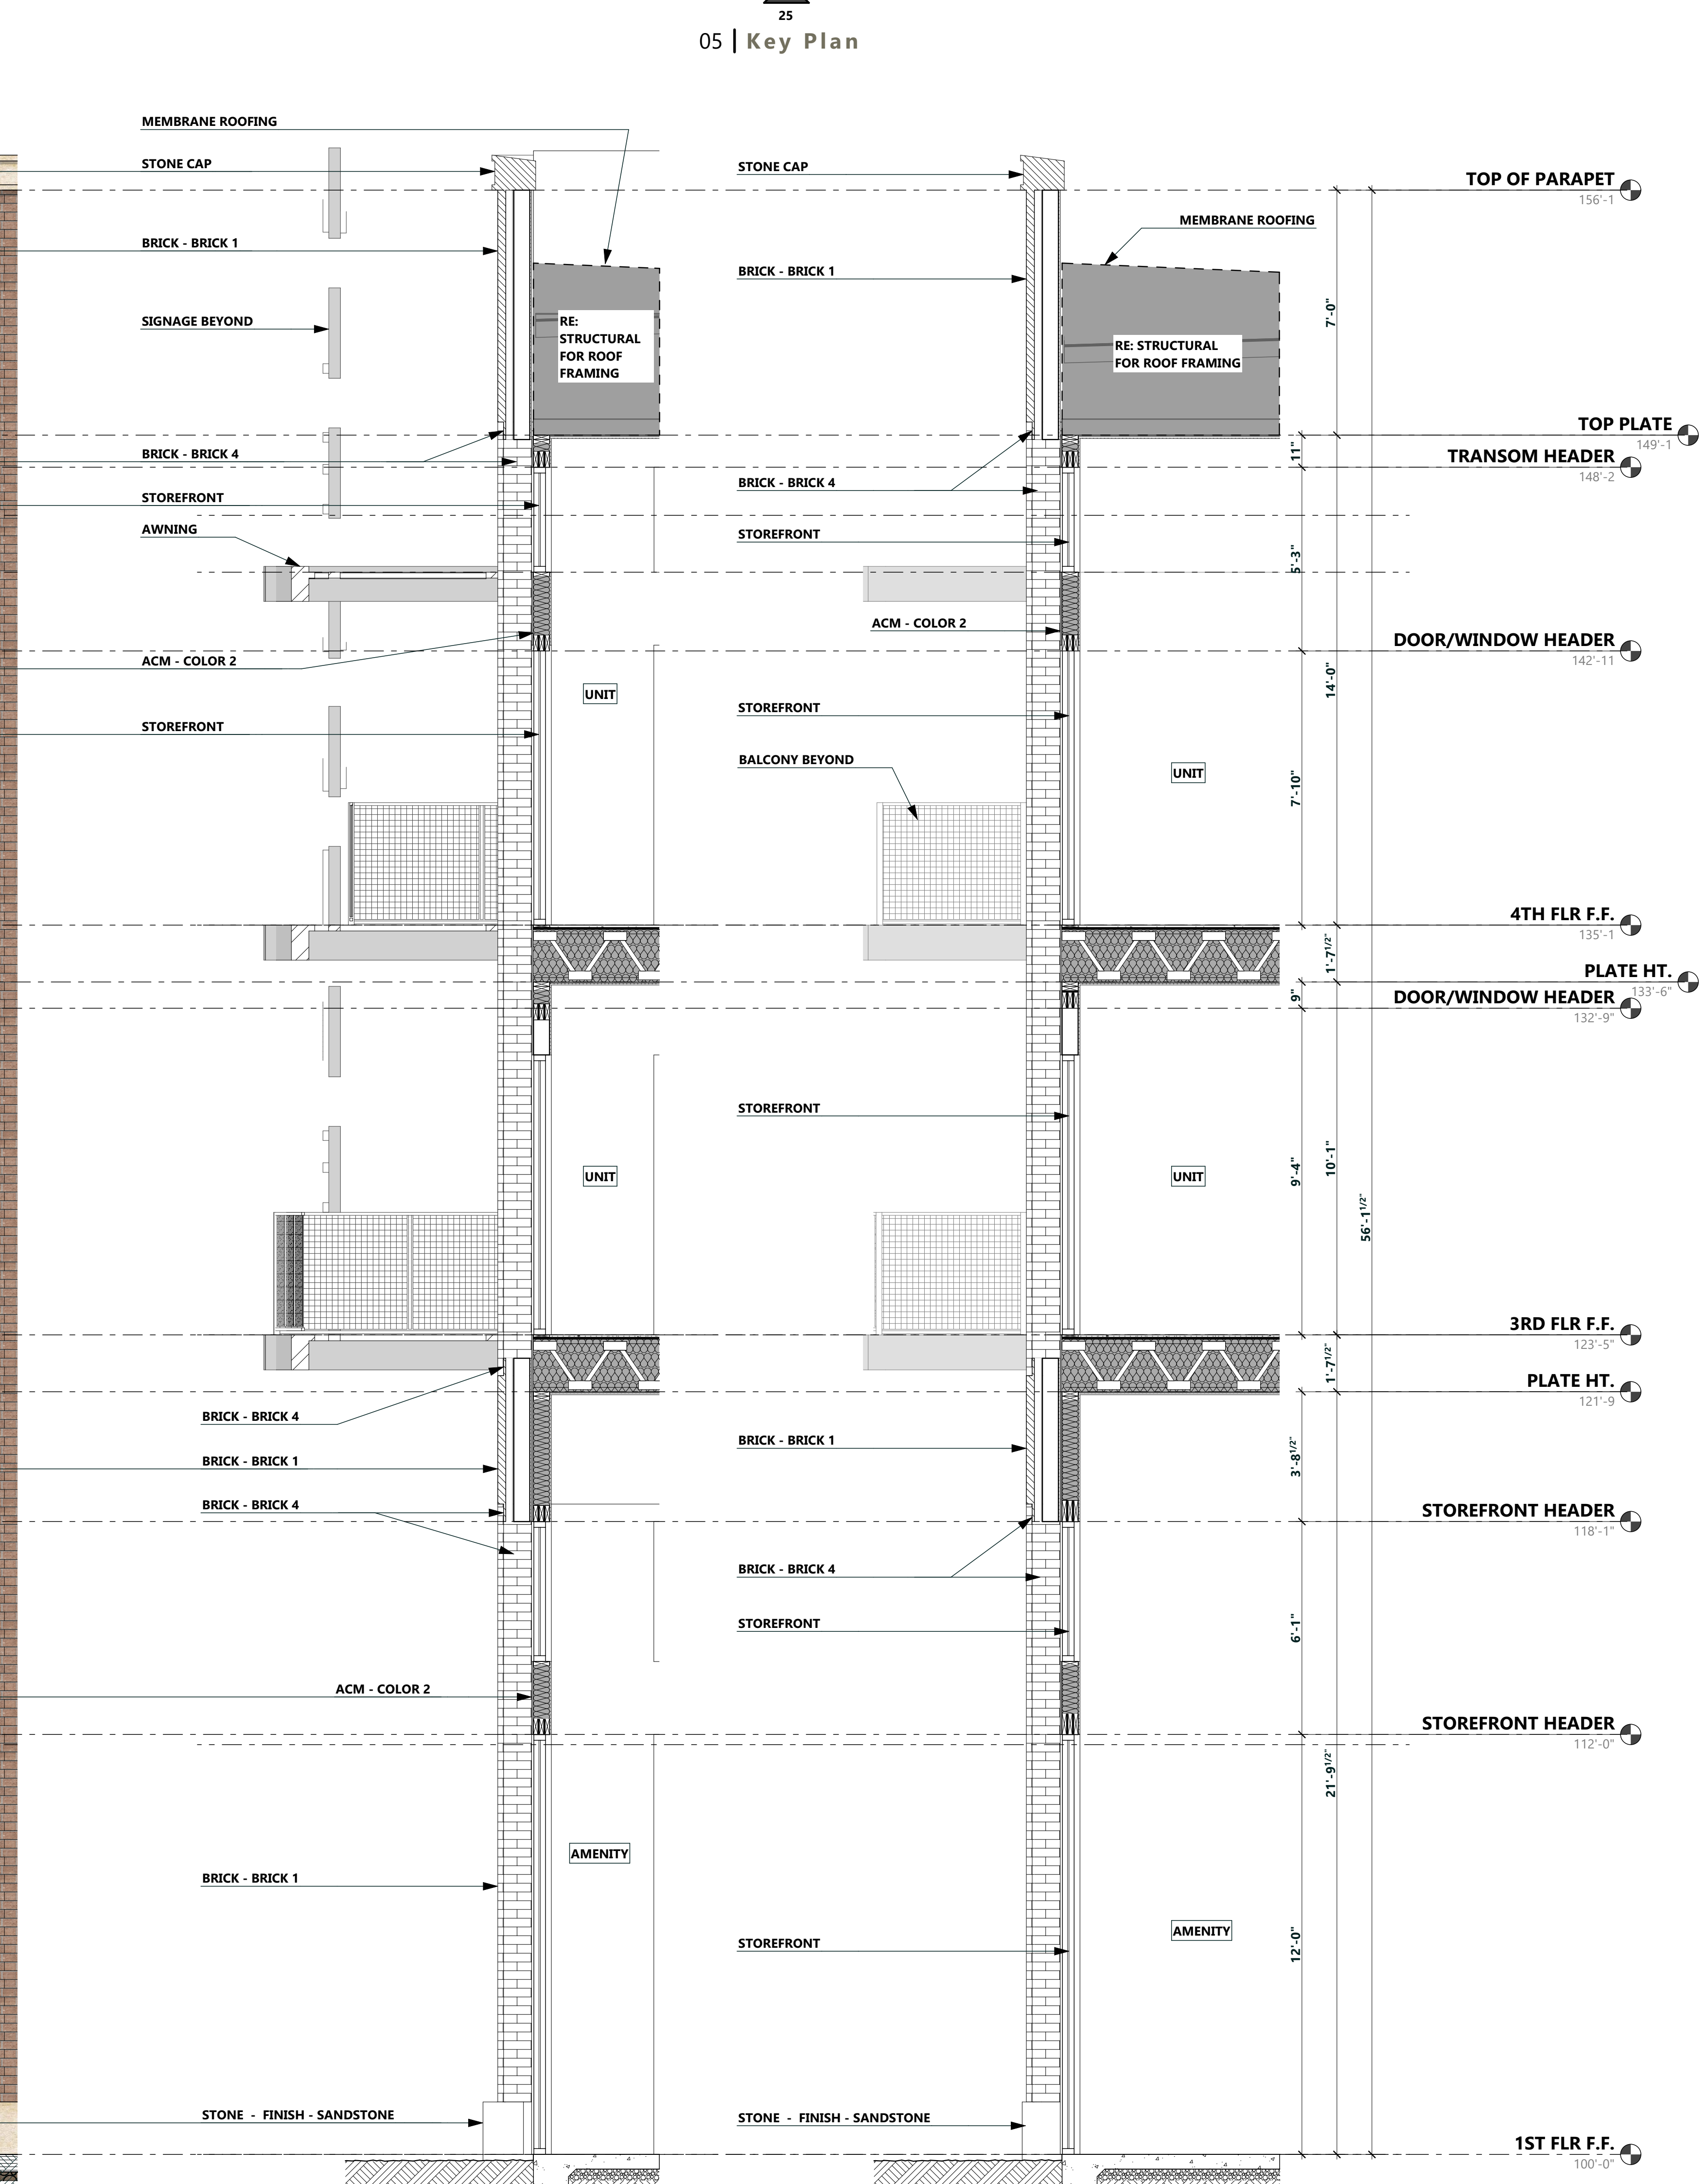 25
05 | Key Plan
MEMBRANE ROOFING
STONE CAP
BRICK - BRICK 1
SIGNAGE BEYOND
RE:
STRUCTURAL
FOR ROOF
FRAMING
BRICK - BRICK 4
STOREFRONT
AWNING
ACM - COLOR 2
UNIT
STOREFRONT
UNIT
BRICK - BRICK 4
BRICK - BRICK 1
BRICK - BRICK 4
ACM - COLOR 2
AMENITY
BRICK - BRICK 1
STONE - FINISH - SANDSTONE
STONE CAP
MEMBRANE ROOFING
BRICK - BRICK 1
RE: STRUCTURAL
FOR ROOF FRAMING
BRICK - BRICK 4
STOREFRONT
ACM - COLOR 2
STOREFRONT
BALCONY BEYOND
UNIT
STOREFRONT
UNIT
BRICK - BRICK 1
BRICK - BRICK 4
STOREFRONT
STOREFRONT
AMENITY
STONE - FINISH - SANDSTONE
11"
5'-3"
7'-10"
9"
9'-4"
3'-8 1/2"
6'-1"
12'-0"
7'-0"
14'-0"
1'-7 1/2"
10'-1"
1'-7 1/2"
21'-9 1/2"
56'-1 1/2"
TOP OF PARAPET
156'-1
TOP PLATE
149'-1
TRANSOM HEADER
148'-2
DOOR/WINDOW HEADER
142'-11
4TH FLR F.F.
135'-1
PLATE HT.
133'-6"
DOOR/WINDOW HEADER
132'-9"
3RD FLR F.F.
123'-5"
PLATE HT.
121'-9
STOREFRONT HEADER
118'-1"
STOREFRONT HEADER
112'-0"
1ST FLR F.F.
100'-0"